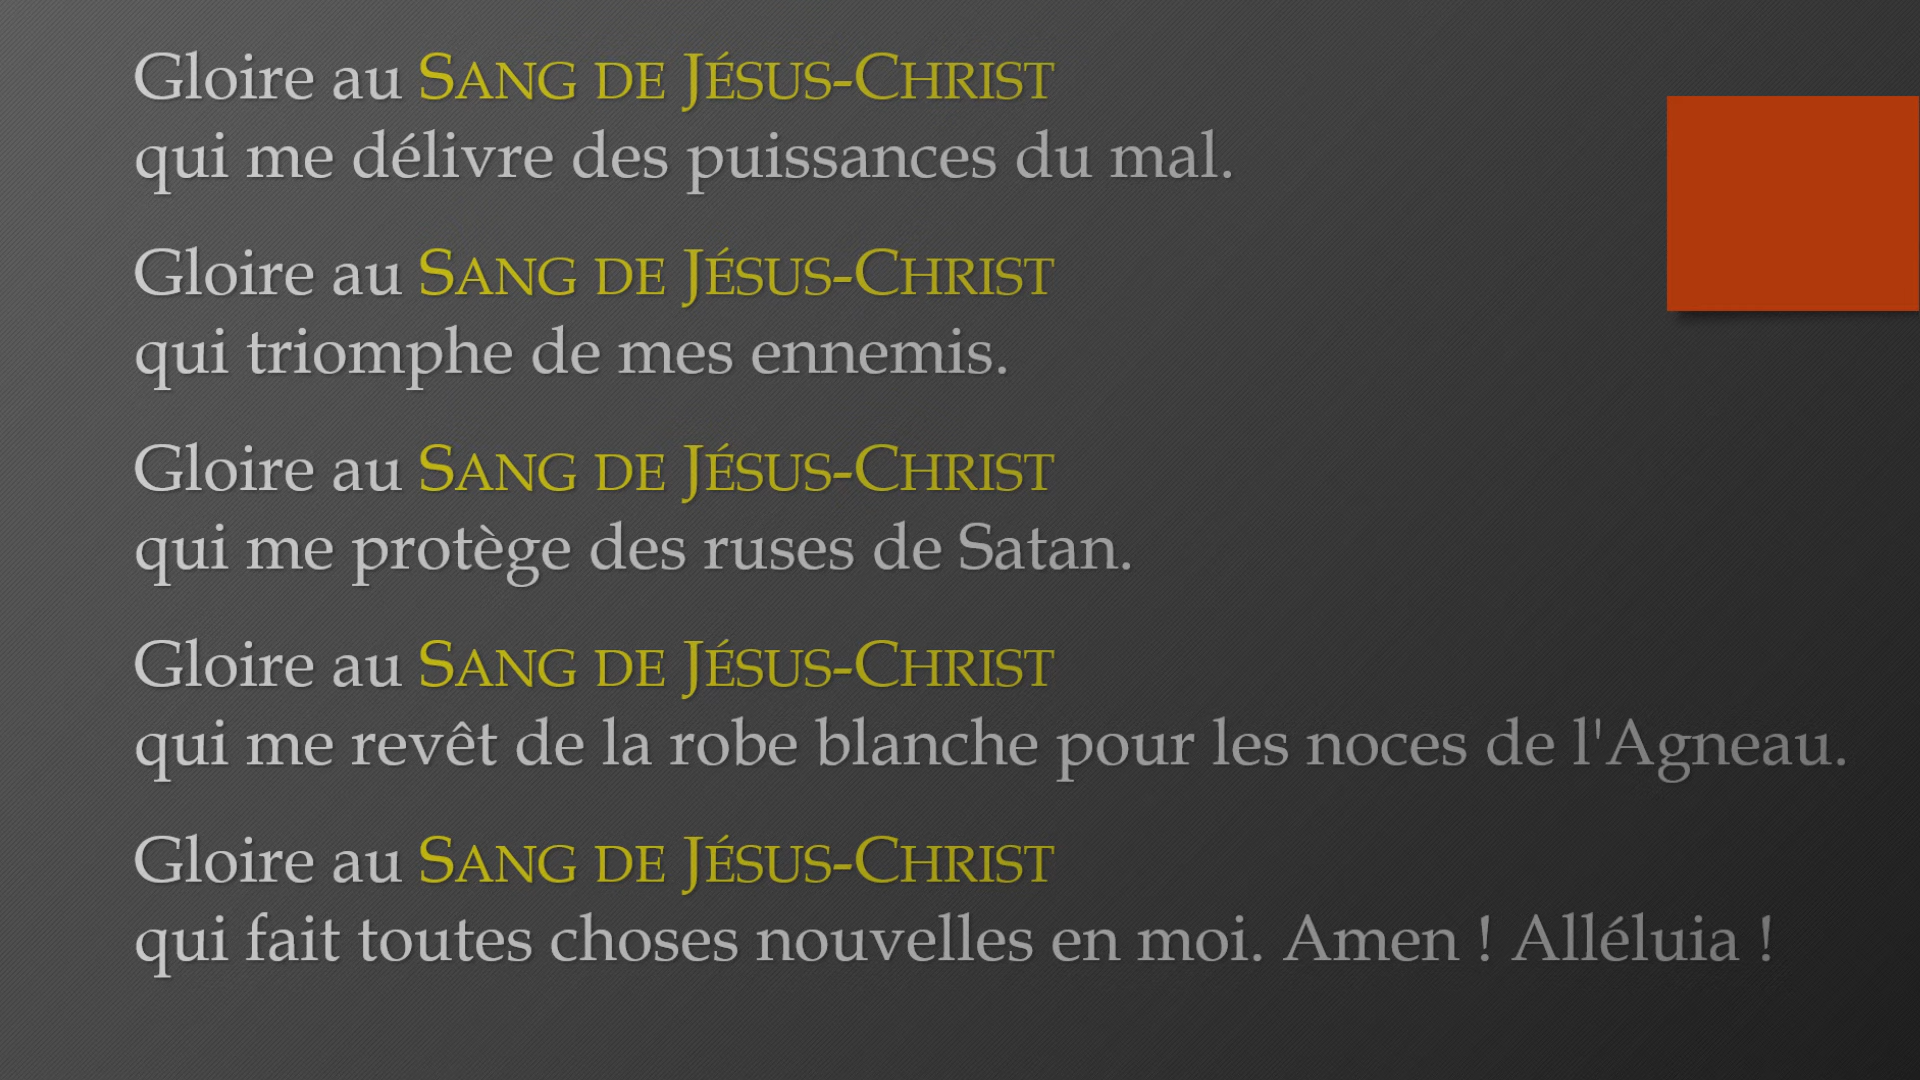 Gloire au SANG DE JÉSUS-CHRIST
qui me délivre des puissances du mal.
Gloire au SANG DE JÉSUS-CHRIST
qui triomphe de mes ennemis.
Gloire au SANG DE JÉSUS-CHRIST
qui me protège des ruses de Satan.
Gloire au SANG DE JÉSUS-CHRIST
qui me revêt de la robe blanche pour les noces de l'Agneau.
Gloire au SANG DE JÉSUS-CHRIST
qui fait toutes choses nouvelles en moi. Amen ! Alléluia !